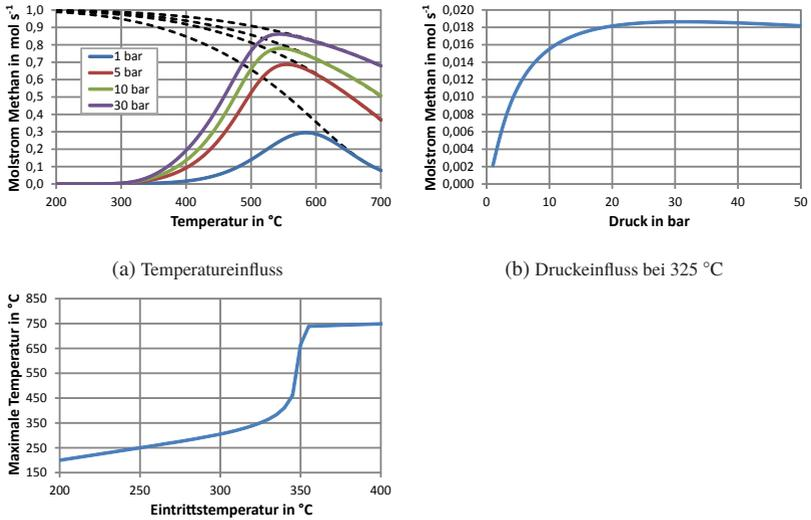 Molstrom Methan in mol s⁻¹
1,0
0,9
0,8
0,7
0,6
0,5
0,4
0,3
0,2
0,1
0,0
1 bar
5 bar
10 bar
30 bar
200 300 400 500 600 700
Temperatur in °C
(a) Temperatureinfluss
Molstrom Methan in mol s⁻¹
0,020
0,018
0,016
0,014
0,012
0,010
0,008
0,006
0,004
0,002
0,000
0 10 20 30 40 50
Druck in bar
(b) Druckeinfluss bei 325 °C
Maximale Temperatur in °C
850
750
650
550
450
350
250
150
200 250 300 350 400
Eintrittstemperatur in °C